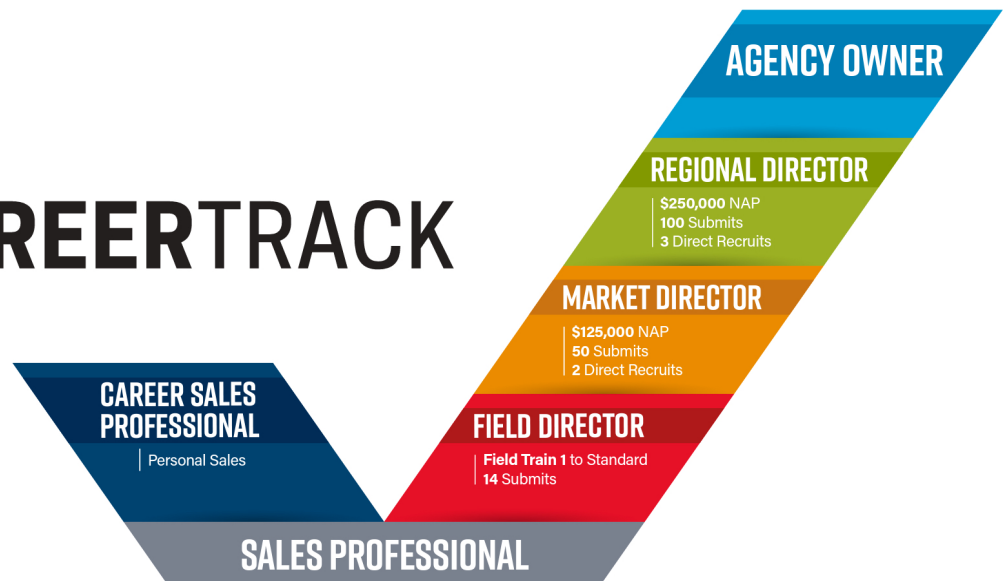 AGENCY OWNER
REGIONAL DIRECTOR
$250,000 NAP
100 Submits
3 Direct Recruits
REERTRACK
MARKET DIRECTOR
$125,000 NAP
50 Submits
2 Direct Recruits
CAREER SALES
PROFESSIONAL
Personal Sales
FIELD DIRECTOR
Field Train 1 to Standard
14 Submits
SALES PROFESSIONAL